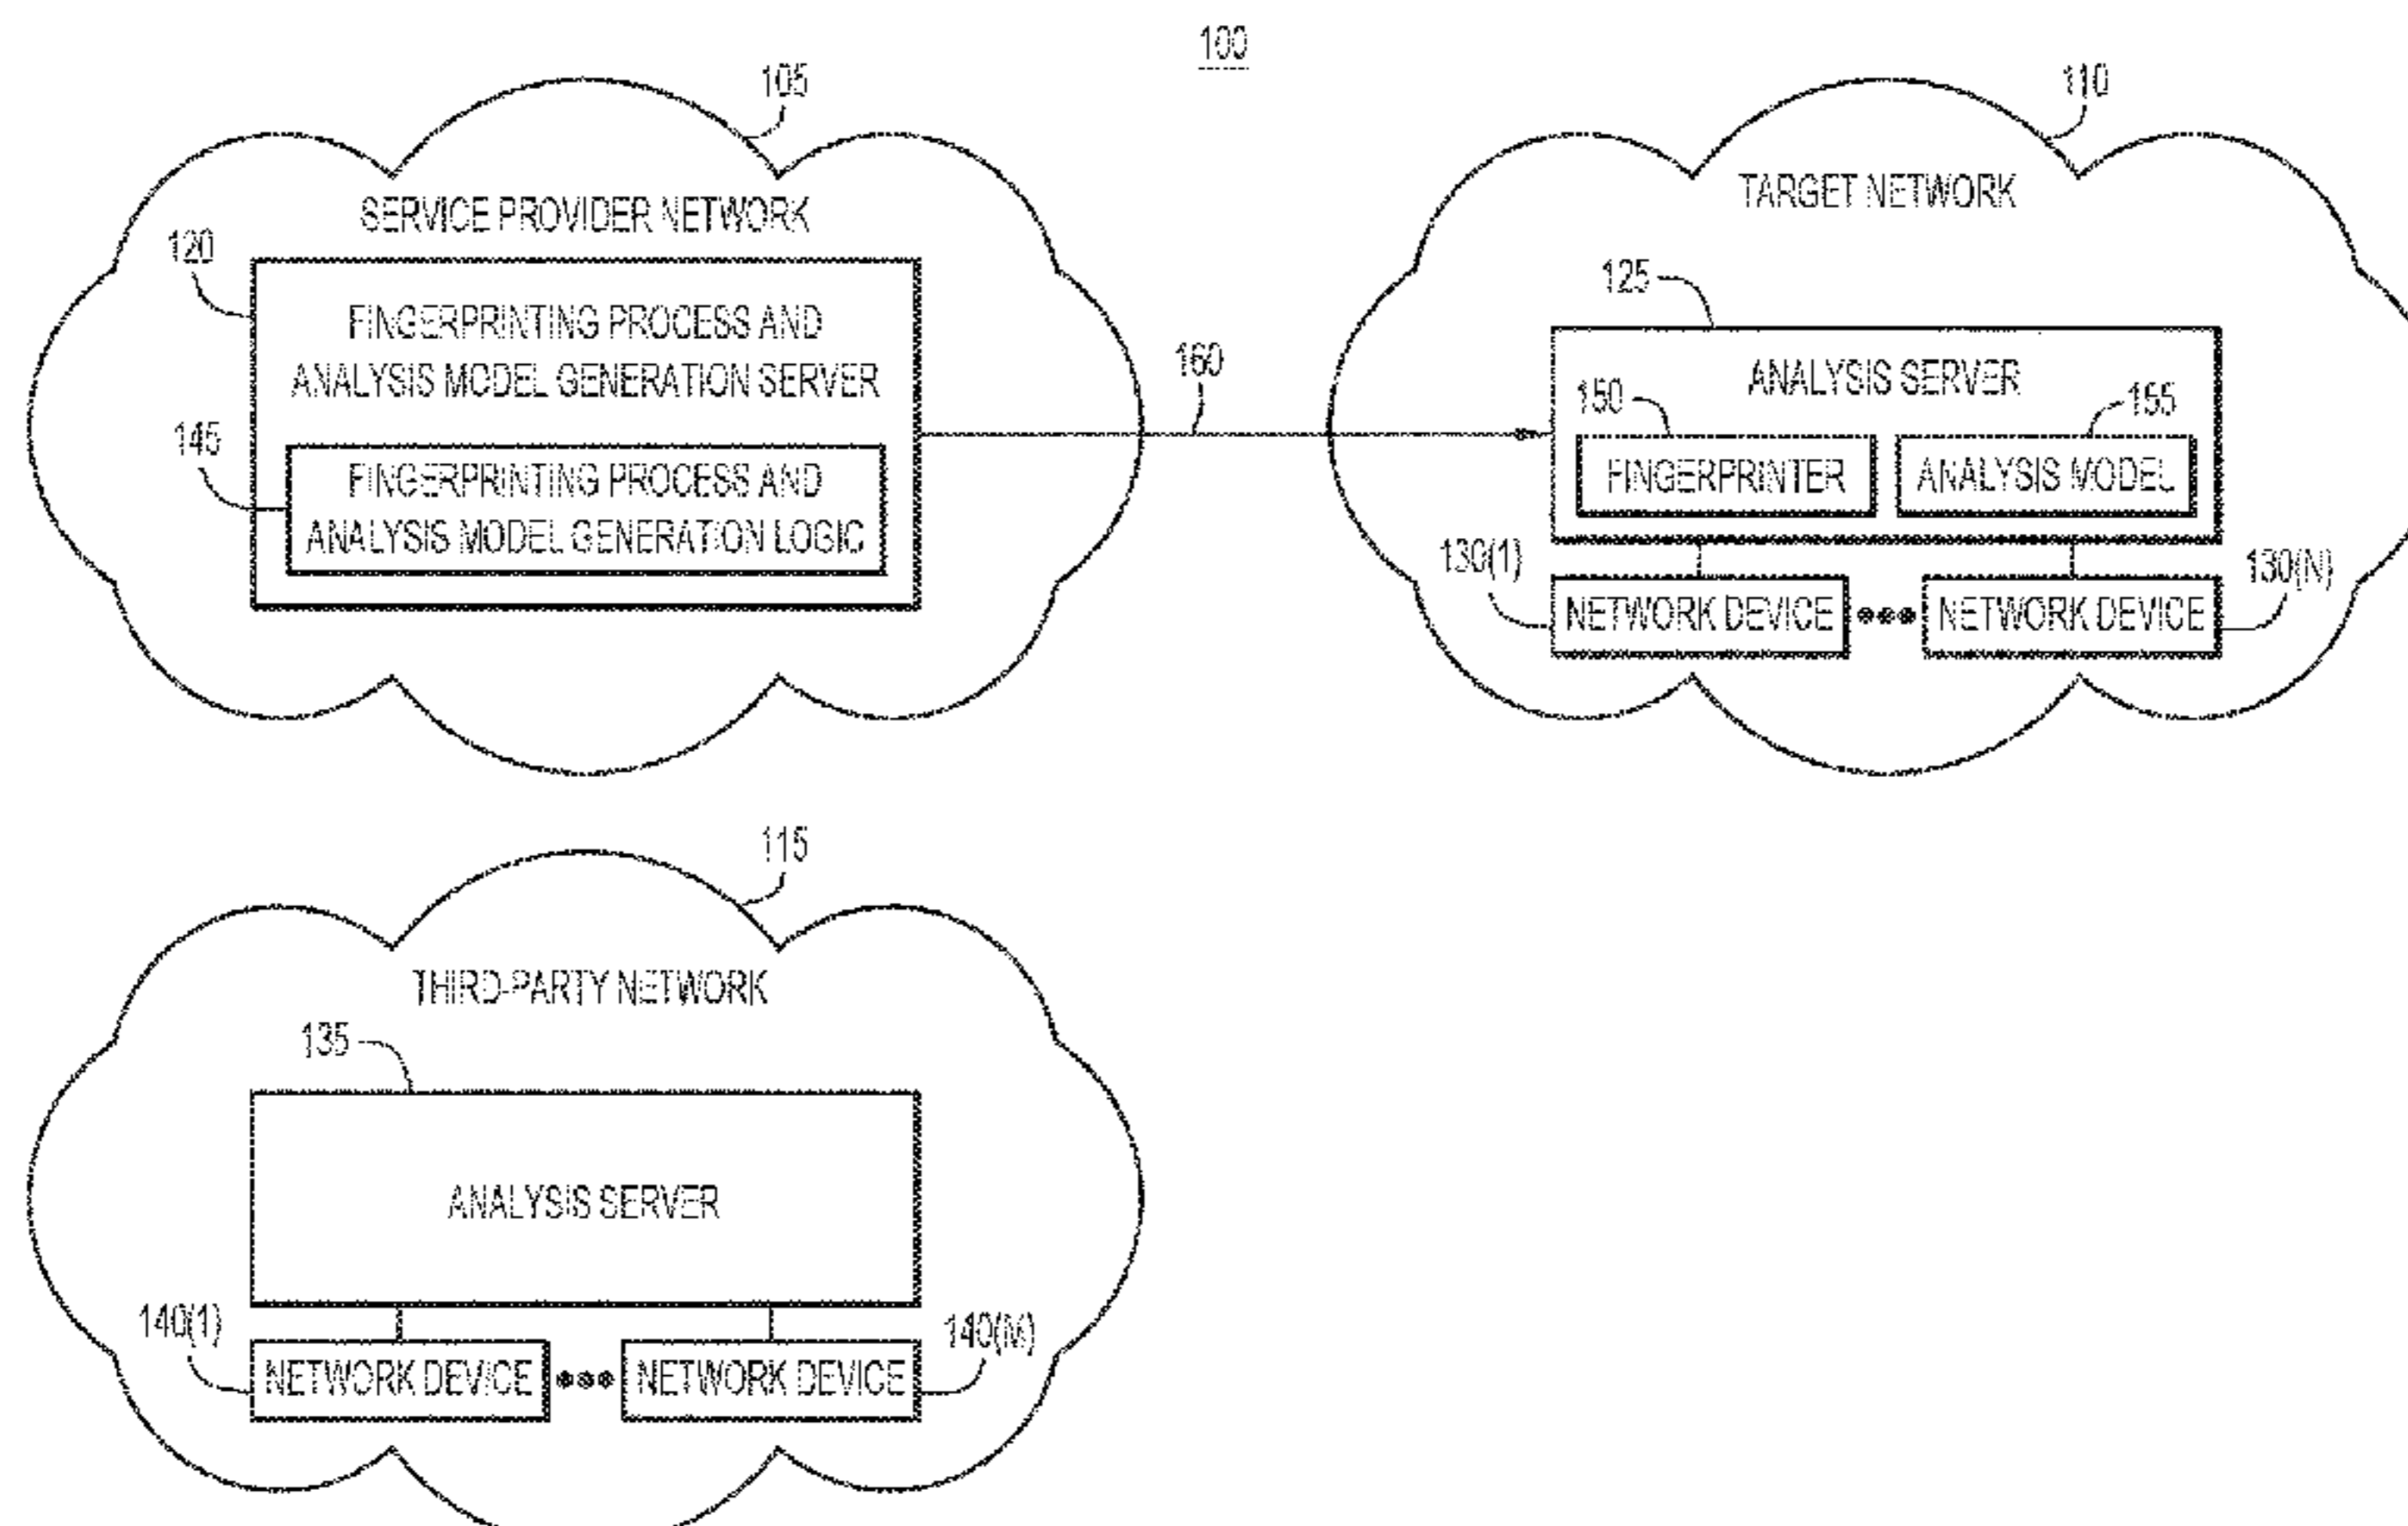 100
105
SERVICE PROVIDER NETWORK
120
FINGERPRINTING PROCESS AND
ANALYSIS MODEL GENERATION SERVER
145
FINGERPRINTING PROCESS AND
ANALYSIS MODEL GENERATION LOGIC
160
110
TARGET NETWORK
125
ANALYSIS SERVER
150
155
FINGERPRINTER
ANALYSIS MODEL
130(1)
130(N)
NETWORK DEVICE
NETWORK DEVICE
115
THIRD-PARTY NETWORK
135
ANALYSIS SERVER
140(1)
140(M)
NETWORK DEVICE
NETWORK DEVICE